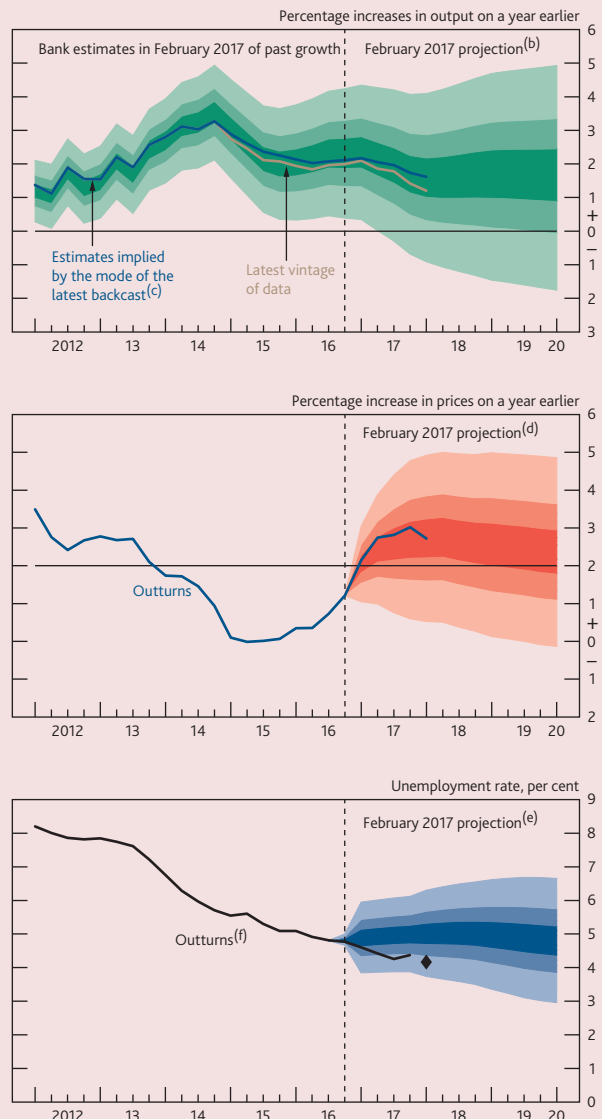 Percentage increases in output on a year earlier
Bank estimates in February 2017 of past growth
February 2017 projection(b)
6
5
4
3
2
1
+
0
–
1
2
3
Estimates implied
by the mode of the
latest backcast(c)
Latest vintage
of data
2012 13 14 15 16 17 18 19 20
Percentage increase in prices on a year earlier
February 2017 projection(d)
6
5
4
3
2
1
+
0
–
1
2
Outturns
2012 13 14 15 16 17 18 19 20
Unemployment rate, per cent
February 2017 projection(e)
9
8
7
6
5
4
3
2
1
0
Outturns(f)
2012 13 14 15 16 17 18 19 20